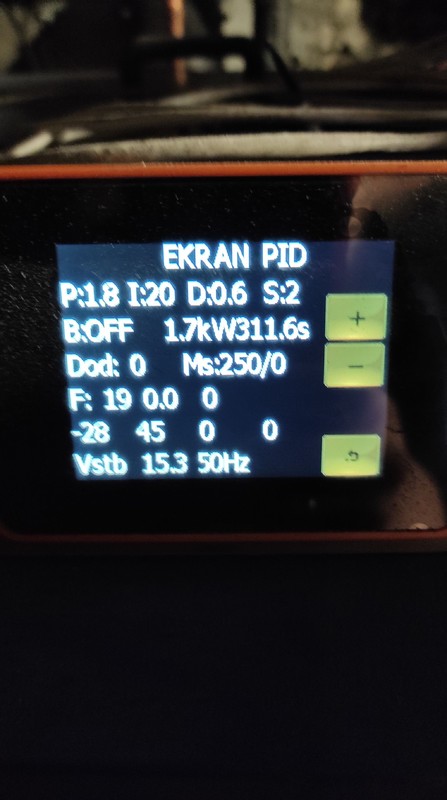 EKRAN PID
P:1.8 I:20 D:0.6 S:2
B:OFF 1.7kW311.6s
+
Dod: 0 Ms:250/0
-
F: 19 0.0 0
-28 45 0 0
Vstb 15.3 50Hz